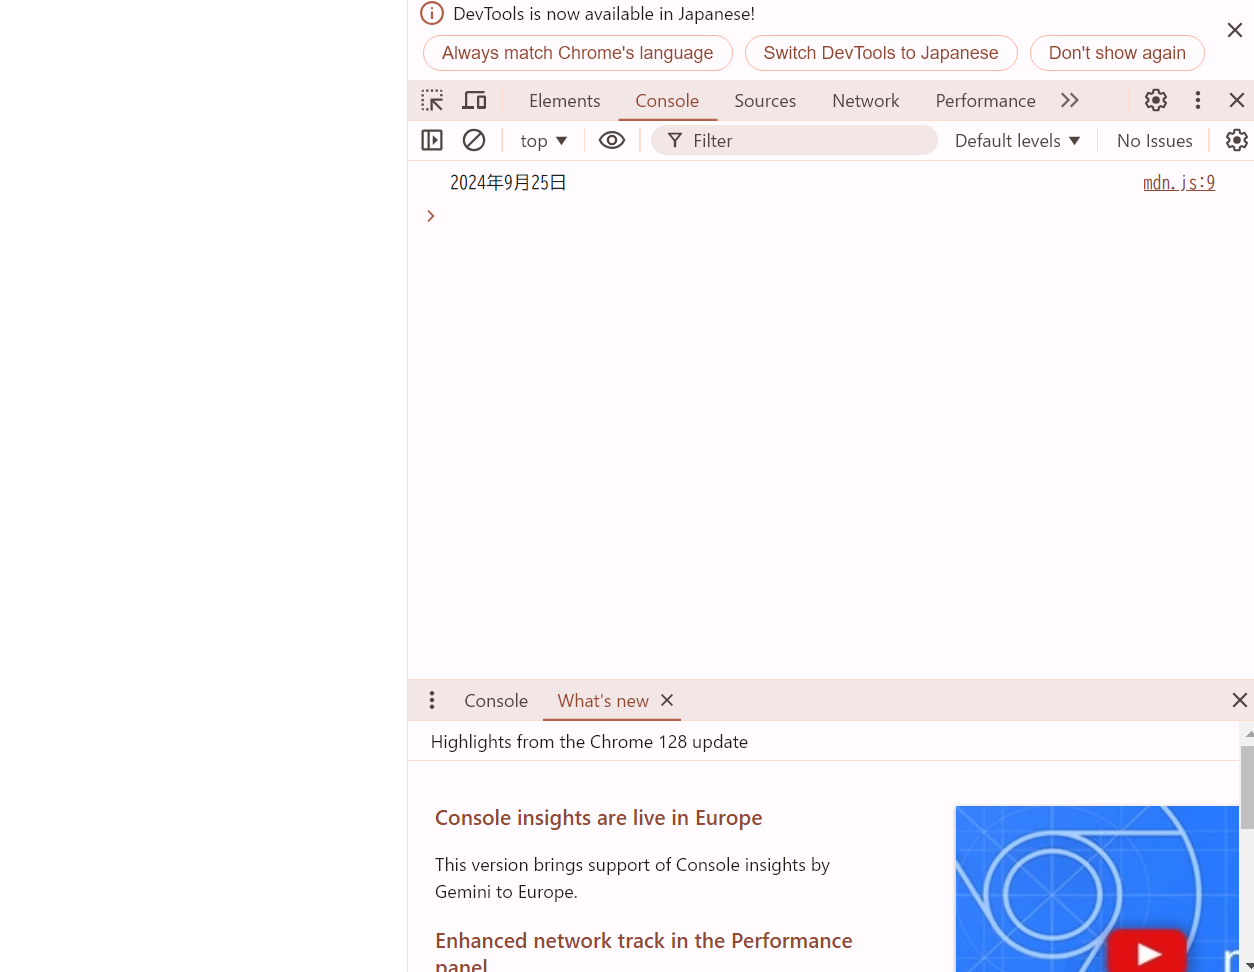 DevTools is now available in Japanese!
Always match Chrome's language Switch DevTools to Japanese Don't show again
Elements Console Sources Network Performance
top Filter Default levels No Issues
2024年9月25日 mdn.js:9
Console What's new
Highlights from the Chrome 128 update
Console insights are live in Europe
This version brings support of Console insights by
Gemini to Europe.
Enhanced network track in the Performance
panel